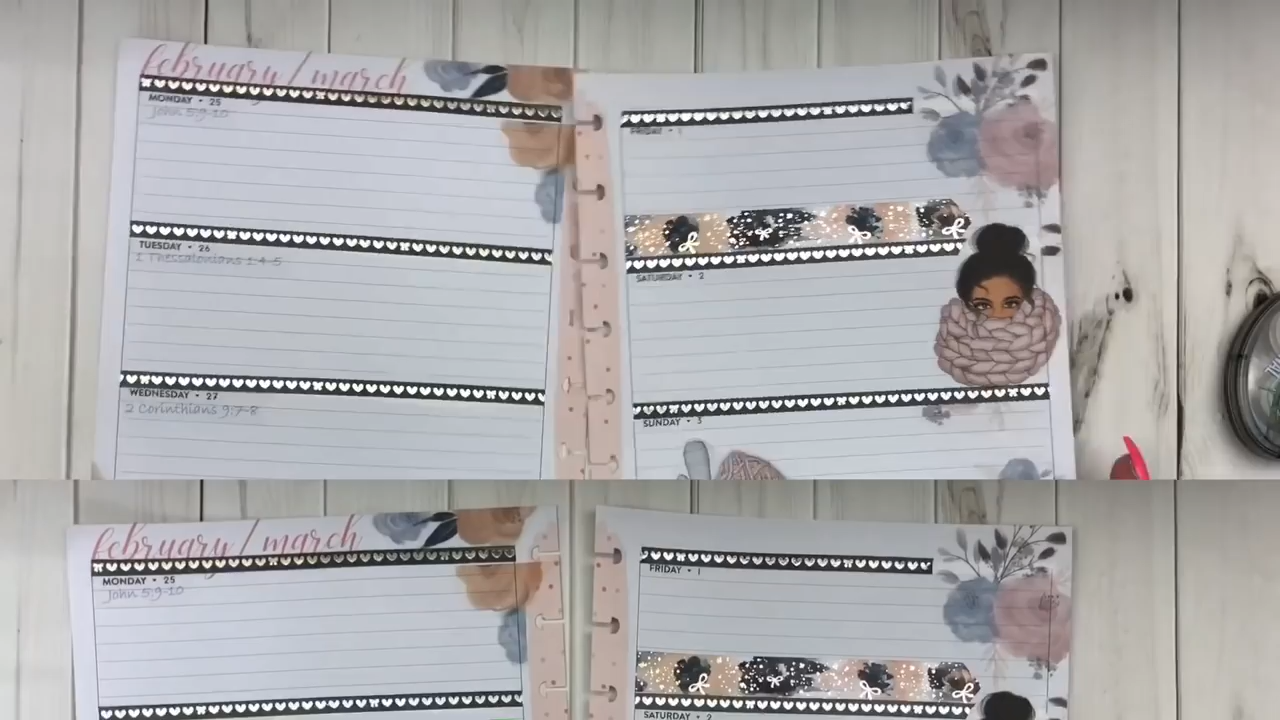 february/march
MONDAY • 25
John 5:9-10
TUESDAY • 26
1 Thessalonians 1:4-5
WEDNESDAY • 27
2 Corinthians 9:7-8
FRIDAY • 1
SATURDAY • 2
SUNDAY • 3
february/march
MONDAY • 25
John 5:9-10
FRIDAY • 1
SATURDAY • 2